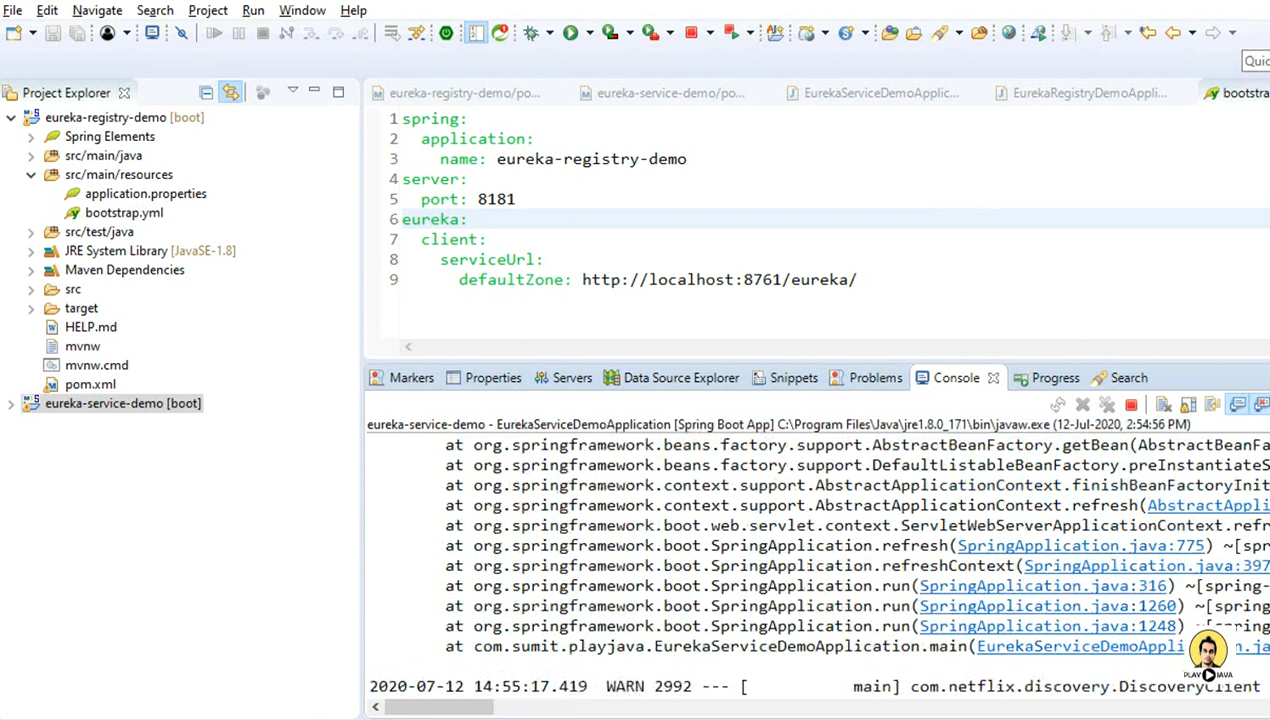 File Edit Navigate Search Project Run Window Help
Quic
Project Explorer
eureka-registry-demo [boot]
Spring Elements
src/main/java
src/main/resources
application.properties
bootstrap.yml
src/test/java
JRE System Library [JavaSE-1.8]
Maven Dependencies
src
target
HELP.md
mvnw
mvnw.cmd
pom.xml
eureka-service-demo [boot]
eureka-registry-demo/po... eureka-service-demo/po... EurekaServiceDemoApplic... EurekaRegistryDemoAppli... bootstra
1 spring:
2 application:
3 name: eureka-registry-demo
4 server:
5 port: 8181
6 eureka:
7 client:
8 serviceUrl:
9 defaultZone: http://localhost:8761/eureka/
Markers Properties Servers Data Source Explorer Snippets Problems Console Progress Search
eureka-service-demo - EurekaServiceDemoApplication [Spring Boot App] C:\Program Files\Java\jre1.8.0_171\bin\javaw.exe (12-Jul-2020, 2:54:56 PM)
at org.springframework.beans.factory.support.AbstractBeanFactory.getBean(AbstractBeanFa
at org.springframework.beans.factory.support.DefaultListableBeanFactory.preInstantiateS
at org.springframework.context.support.AbstractApplicationContext.finishBeanFactoryInit
at org.springframework.context.support.AbstractApplicationContext.refresh(AbstractAppli
at org.springframework.boot.web.servlet.context.ServletWebServerApplicationContext.refr
at org.springframework.boot.SpringApplication.refresh(SpringApplication.java:775) ~[spr
at org.springframework.boot.SpringApplication.refreshContext(SpringApplication.java:397
at org.springframework.boot.SpringApplication.run(SpringApplication.java:316) ~[spring-
at org.springframework.boot.SpringApplication.run(SpringApplication.java:1260) ~[spring
at org.springframework.boot.SpringApplication.run(SpringApplication.java:1248) ~[spring
at com.sumit.playjava.EurekaServiceDemoApplication.main(EurekaServiceDemoAppli
2020-07-12 14:55:17.419 WARN 2992 --- [ main] com.netflix.discovery.DiscoveryClient
PLAY JAVA